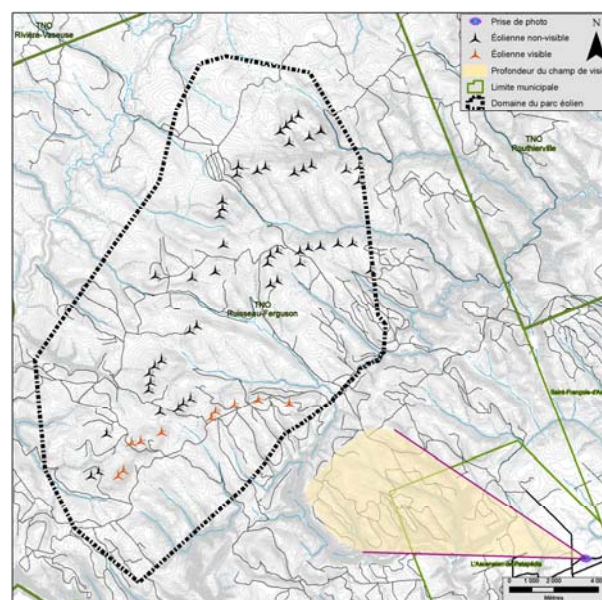 TNO
Rivière-Vaseuse
Prise de photo
N
Éolienne non-visible
Éolienne visible
Profondeur du champ de visi
Limite municipale
Domaine du parc éolien
TNO
Routhierville
TNO
Ruisseau-Ferguson
Saint-François-d'As
L'Ascension-de-Patapédia
0 1 000 2 000 4 00
Mètres